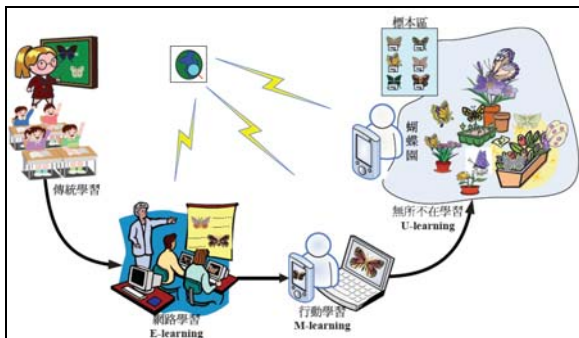 標本區
蝴蝶園
傳統學習
無所不在學習
U-learning
網路學習
E-learning
行動學習
M-learning